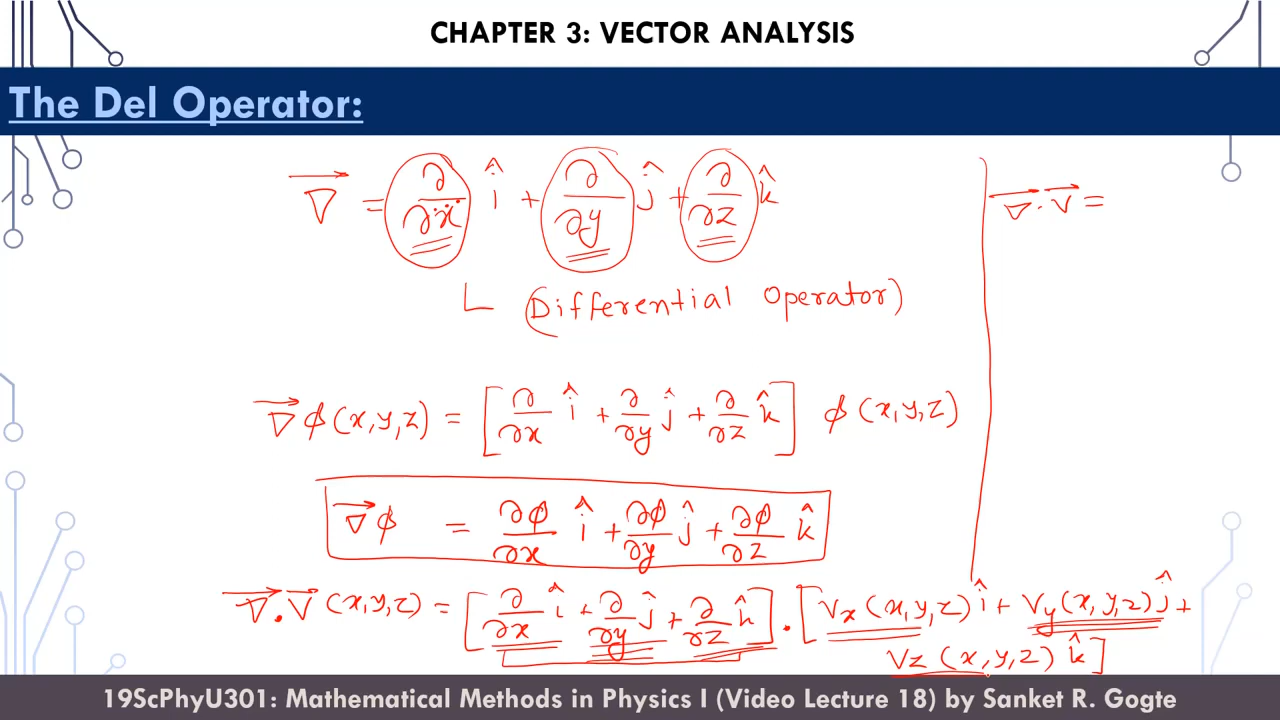 CHAPTER 3: VECTOR ANALYSIS
The Del Operator:
∇⃗ = ∂/∂x î + ∂/∂y ĵ + ∂/∂z k̂
(Differential Operator)
∇⃗ϕ(x,y,z) = [∂/∂x î + ∂/∂y ĵ + ∂/∂z k̂] ϕ(x,y,z)
∇⃗ϕ = ∂ϕ/∂x î + ∂ϕ/∂y ĵ + ∂ϕ/∂z k̂
∇⃗.V⃗(x,y,z) = [∂/∂x î + ∂/∂y ĵ + ∂/∂z k̂] . [Vx(x,y,z) î + Vy(x,y,z) ĵ +
Vz(x,y,z) k̂]
∇⃗.V⃗ =
19ScPhyU301: Mathematical Methods in Physics I (Video Lecture 18) by Sanket R. Gogte